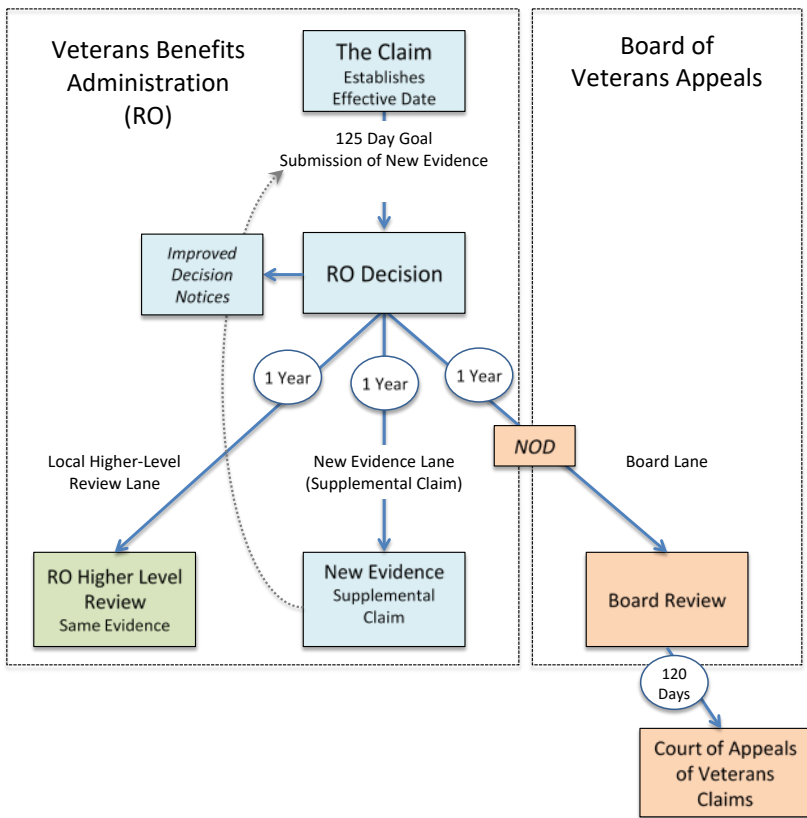 Veterans Benefits
Administration
(RO)
The Claim
Establishes
Effective Date
Board of
Veterans Appeals
125 Day Goal
Submission of New Evidence
Improved
Decision
Notices
RO Decision
1 Year
1 Year
1 Year
NOD
Local Higher-Level
Review Lane
New Evidence Lane
(Supplemental Claim)
Board Lane
RO Higher Level
Review
Same Evidence
New Evidence
Supplemental
Claim
Board Review
120
Days
Court of Appeals
of Veterans
Claims